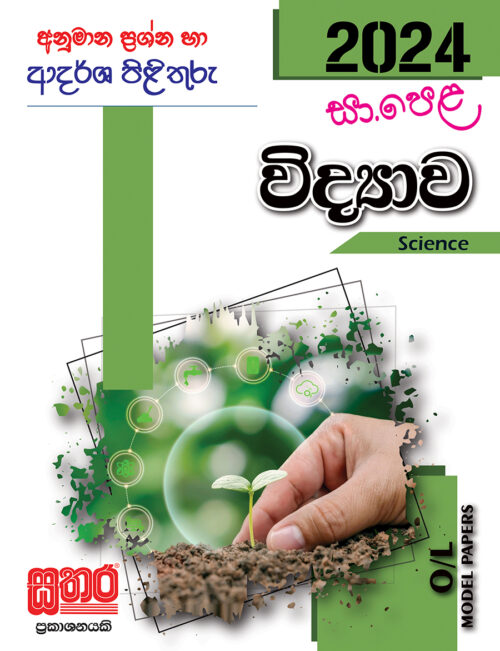 අනුමාන ප්‍රශ්න හා
ආදර්ශ පිළිතුරු
2024
සා.පෙළ
විද්‍යාව
Science
O/L
MODEL PAPERS
සතර
ප්‍රකාශනයකි